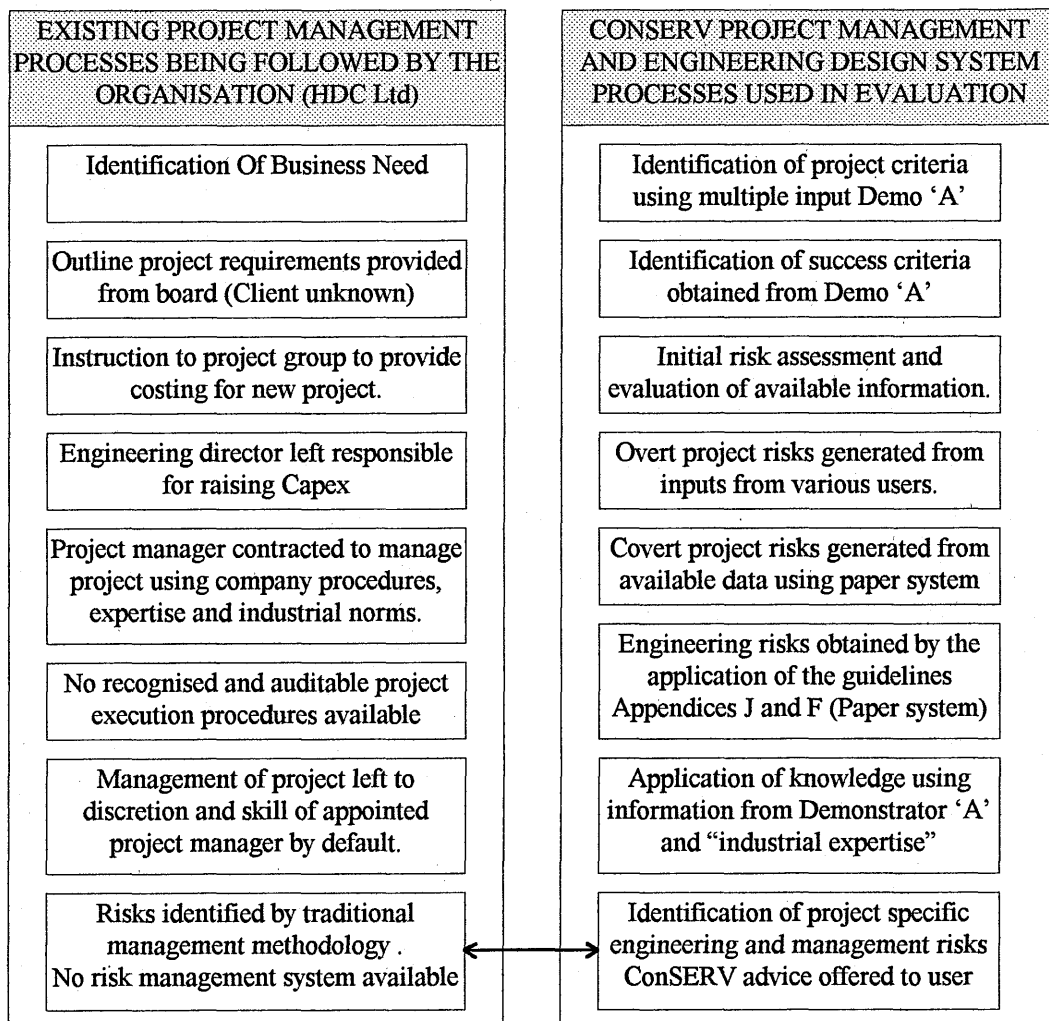 EXISTING PROJECT MANAGEMENT
PROCESSES BEING FOLLOWED BY THE
ORGANISATION (HDC Ltd)
Identification Of Business Need
Outline project requirements provided
from board (Client unknown)
Instruction to project group to provide
costing for new project.
Engineering director left responsible
for raising Capex
Project manager contracted to manage
project using company procedures,
expertise and industrial norms.
No recognised and auditable project
execution procedures available
Management of project left to
discretion and skill of appointed
project manager by default.
Risks identified by traditional
management methodology .
No risk management system available
CONSERV PROJECT MANAGEMENT
AND ENGINEERING DESIGN SYSTEM
PROCESSES USED IN EVALUATION
Identification of project criteria
using multiple input Demo ‘A’
Identification of success criteria
obtained from Demo ‘A’
Initial risk assessment and
evaluation of available information.
Overt project risks generated from
inputs from various users.
Covert project risks generated from
available data using paper system
Engineering risks obtained by the
application of the guidelines
Appendices J and F (Paper system)
Application of knowledge using
information from Demonstrator ‘A’
and “industrial expertise”
Identification of project specific
engineering and management risks
ConSERV advice offered to user